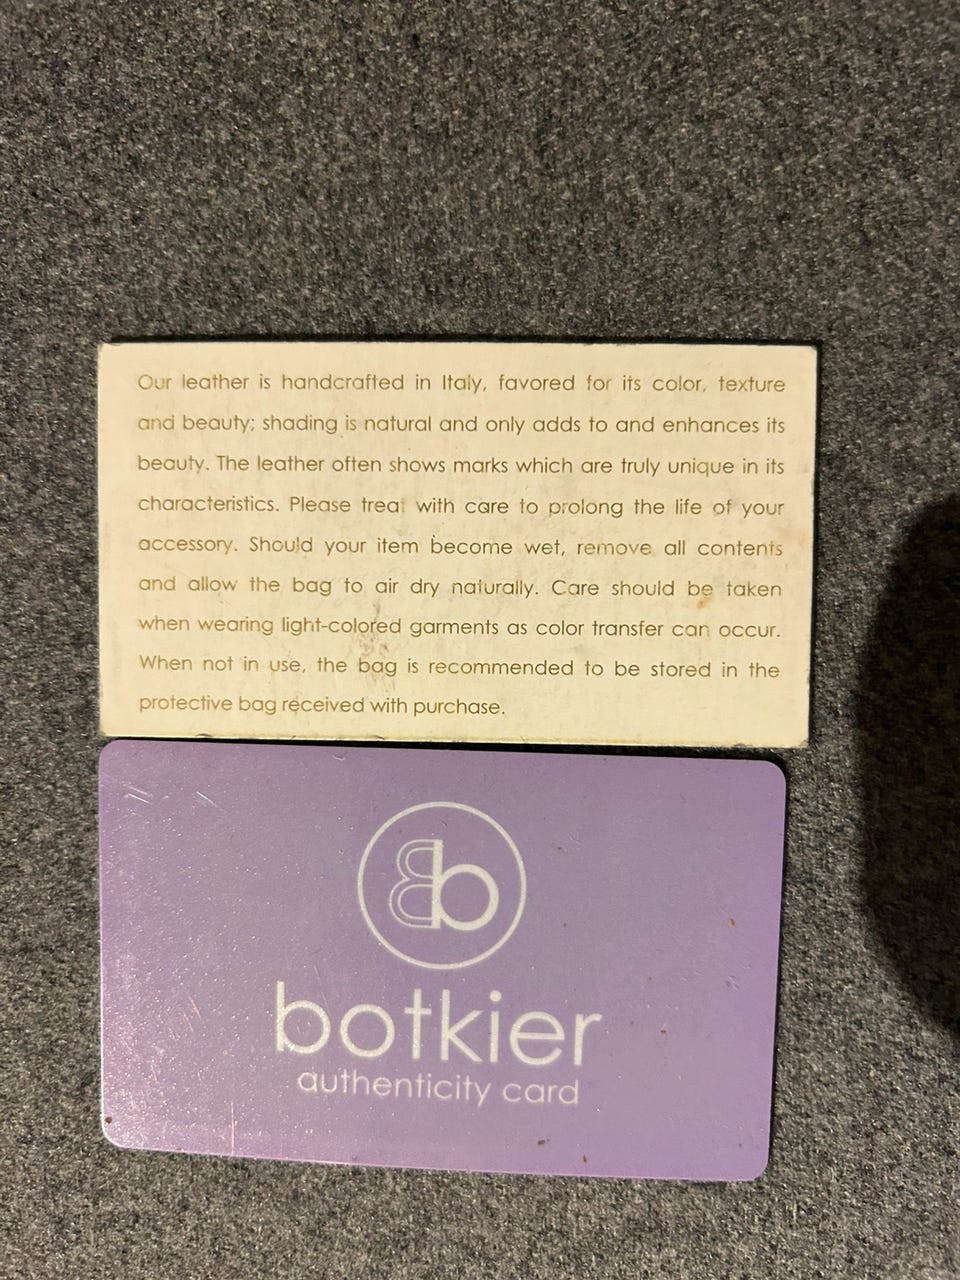 Our leather is handcrafted in Italy, favored for its color, texture
and beauty; shading is natural and only adds to and enhances its
beauty. The leather often shows marks which are truly unique in its
characteristics. Please treat with care to prolong the life of your
accessory. Should your item become wet, remove all contents
and allow the bag to air dry naturally. Care should be taken
when wearing light-colored garments as color transfer can occur.
When not in use, the bag is recommended to be stored in the
protective bag received with purchase.
Bb
botkier
authenticity card